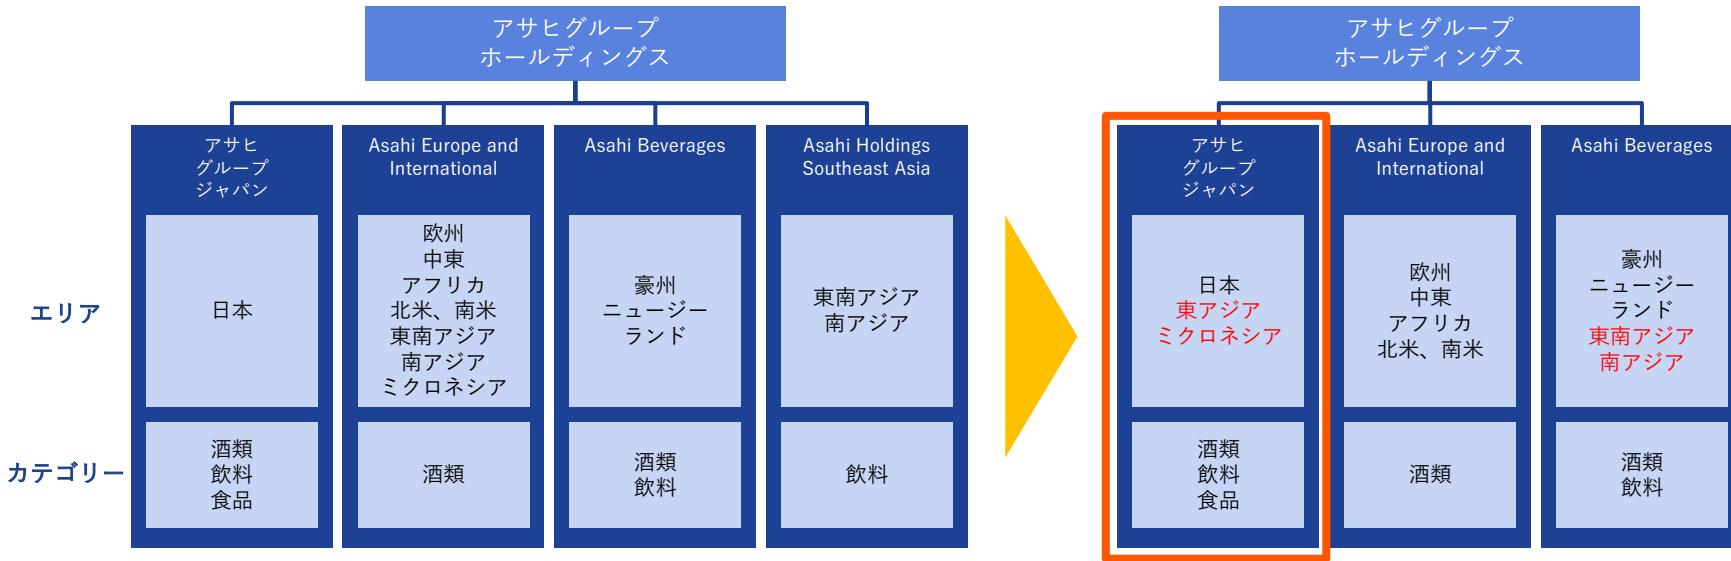 アサヒグループ
ホールディングス
アサヒ
グループ
ジャパン
Asahi Europe and
International
Asahi Beverages
Asahi Holdings
Southeast Asia
エリア
日本
欧州
中東
アフリカ
北米、南米
東南アジア
南アジア
ミクロネシア
豪州
ニュージー
ランド
東南アジア
南アジア
カテゴリー
酒類
飲料
食品
酒類
酒類
飲料
飲料
アサヒグループ
ホールディングス
アサヒ
グループ
ジャパン
Asahi Europe and
International
Asahi Beverages
日本
東アジア
ミクロネシア
欧州
中東
アフリカ
北米、南米
豪州
ニュージー
ランド
東南アジア
南アジア
酒類
飲料
食品
酒類
酒類
飲料